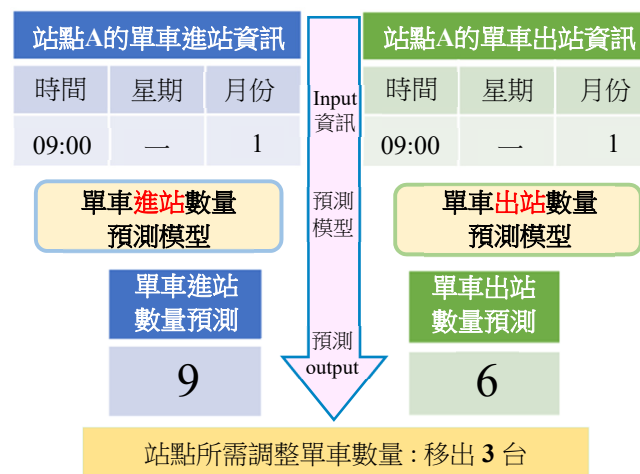 站點A的單車進站資訊
時間 星期 月份
09:00 一 1
單車進站數量
預測模型
單車進站
數量預測
9
Input
資訊
預測
模型
預測
output
站點A的單車出站資訊
時間 星期 月份
09:00 一 1
單車出站數量
預測模型
單車出站
數量預測
6
站點所需調整單車數量 : 移出 3 台